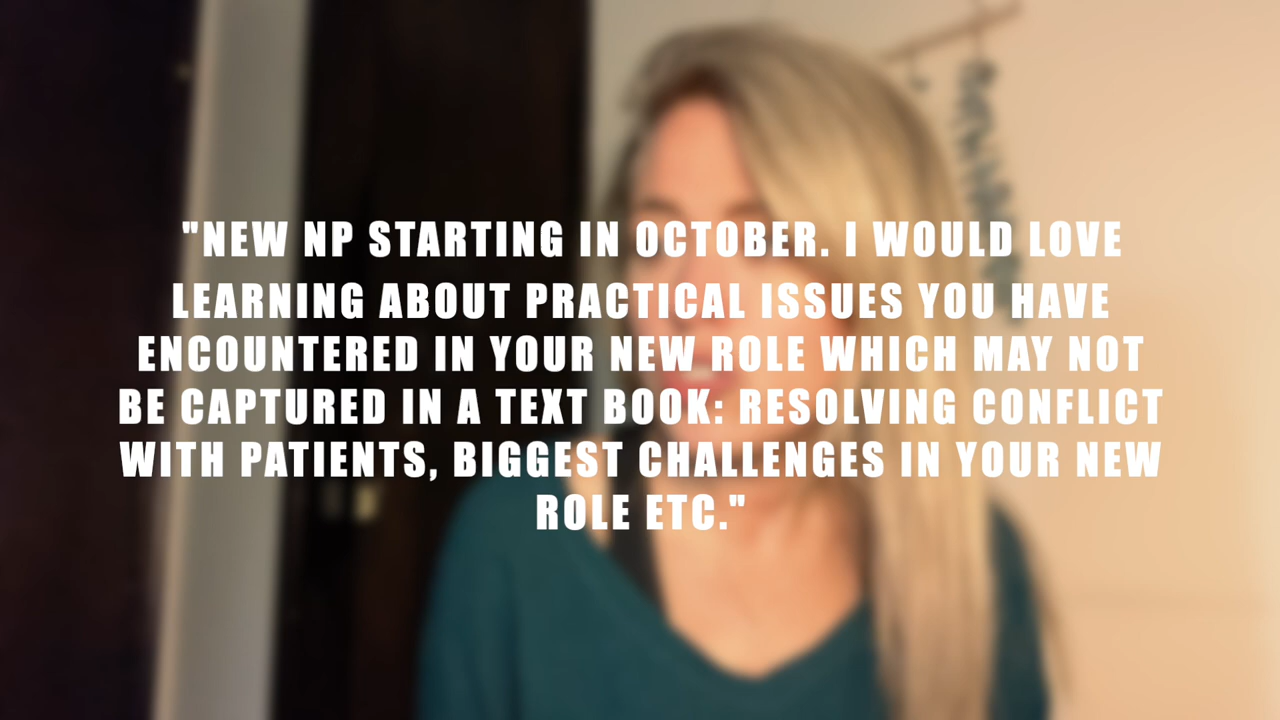 "NEW NP STARTING IN OCTOBER. I WOULD LOVE
LEARNING ABOUT PRACTICAL ISSUES YOU HAVE
ENCOUNTERED IN YOUR NEW ROLE WHICH MAY NOT
BE CAPTURED IN A TEXT BOOK: RESOLVING CONFLICT
WITH PATIENTS, BIGGEST CHALLENGES IN YOUR NEW
ROLE ETC."